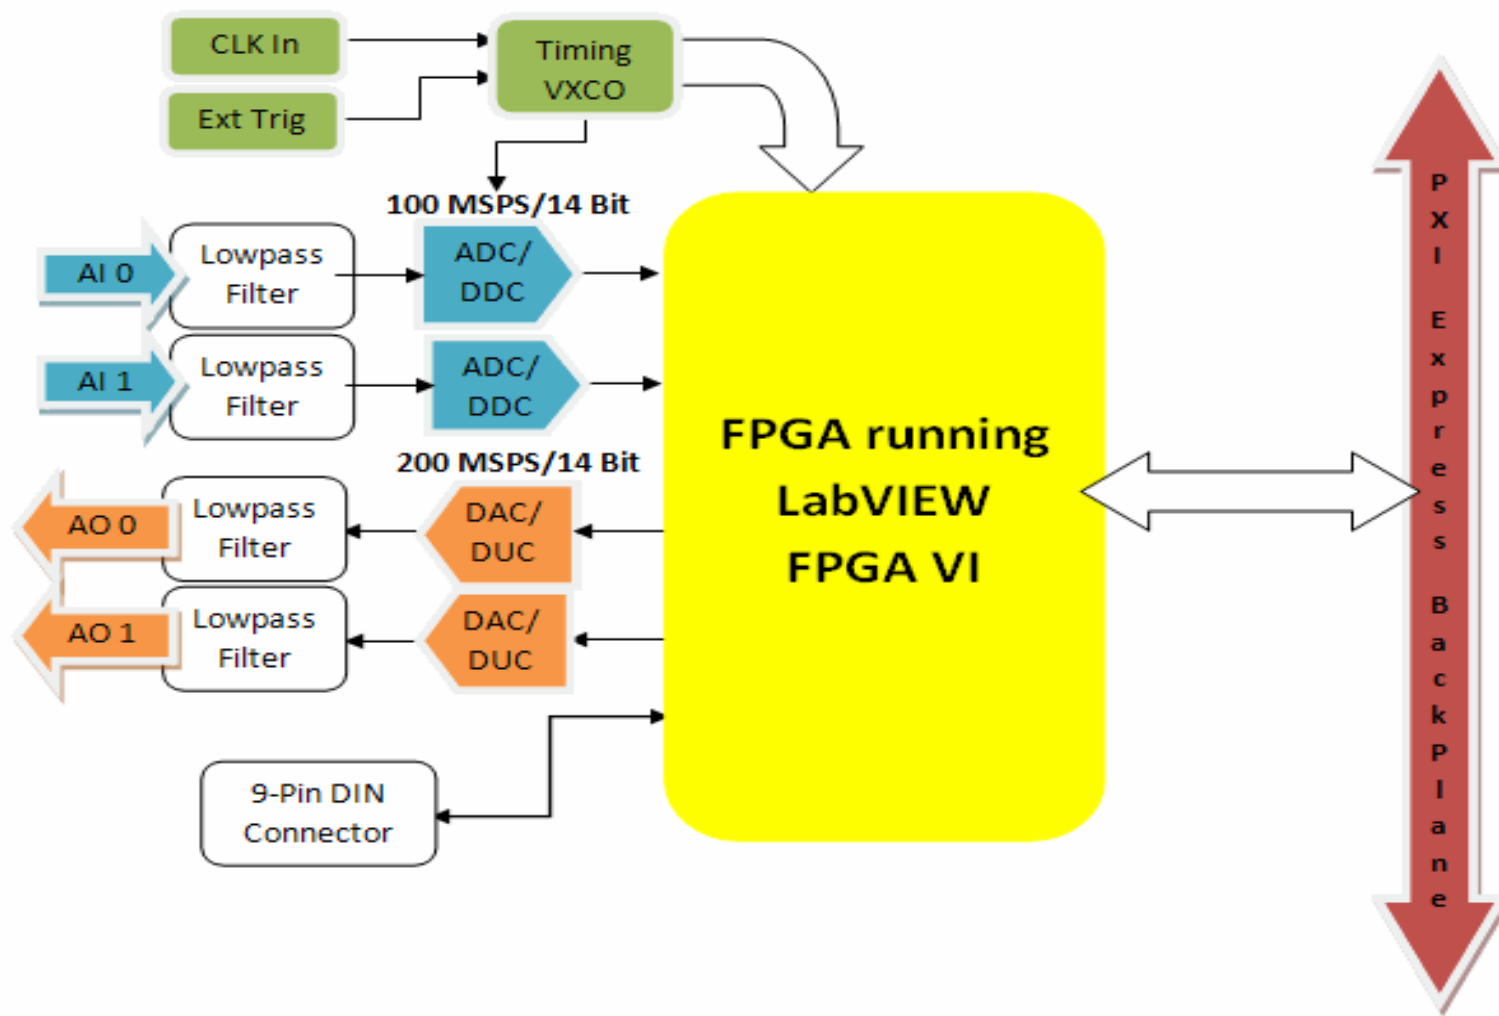 CLK In
Timing
VXCO
Ext Trig
100 MSPS/14 Bit
AI 0
Lowpass
Filter
ADC/
DDC
AI 1
Lowpass
Filter
ADC/
DDC
200 MSPS/14 Bit
AO 0
Lowpass
Filter
DAC/
DUC
AO 1
Lowpass
Filter
DAC/
DUC
9-Pin DIN
Connector
FPGA running
LabVIEW
FPGA VI
PXI Express BackPlane